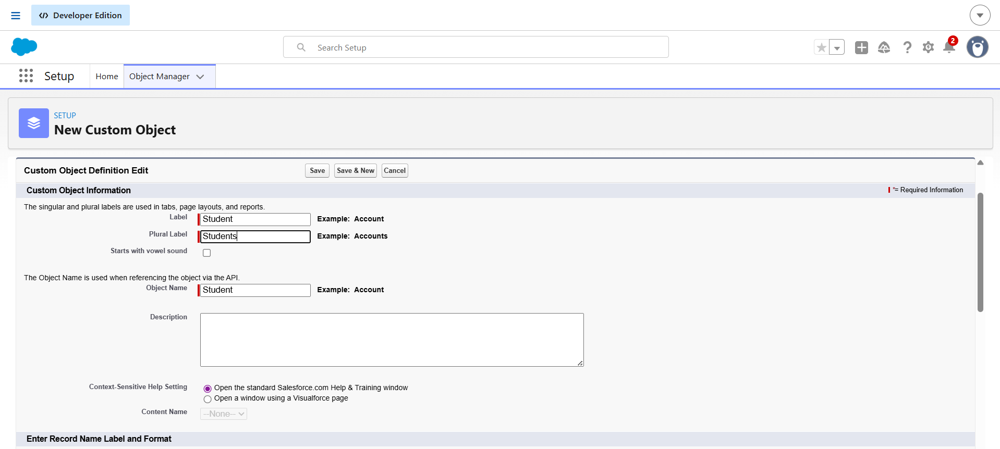 Developer Edition
Search Setup
2
Setup Home Object Manager
SETUP
New Custom Object
Custom Object Definition Edit Save Save & New Cancel
Custom Object Information *= Required Information
The singular and plural labels are used in tabs, page layouts, and reports.
Label Student Example: Account
Plural Label Students Example: Accounts
Starts with vowel sound
The Object Name is used when referencing the object via the API.
Object Name Student Example: Account
Description
Context-Sensitive Help Setting Open the standard Salesforce.com Help & Training window
Open a window using a Visualforce page
Content Name --None--
Enter Record Name Label and Format